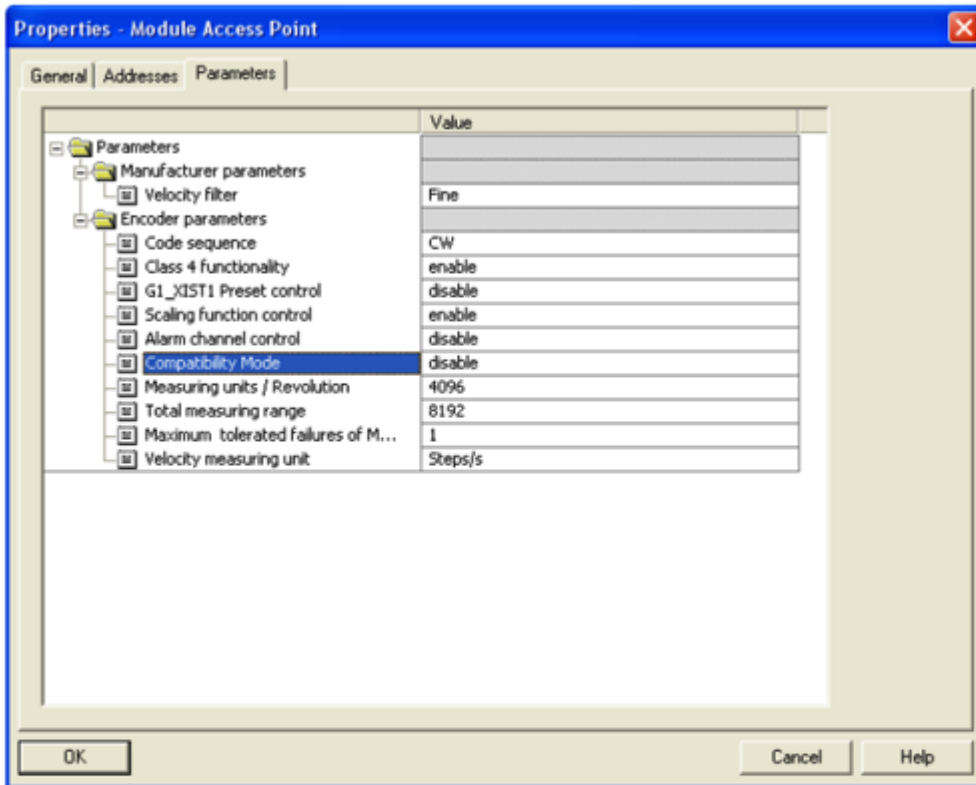 Properties - Module Access Point
General Addresses Parameters
Value
Parameters
Manufacturer parameters
Velocity filter Fine
Encoder parameters
Code sequence CW
Class 4 functionality enable
G1_XIST1 Preset control disable
Scaling function control enable
Alarm channel control disable
Compatibility Mode disable
Measuring units / Revolution 4096
Total measuring range 8192
Maximum tolerated failures of M... 1
Velocity measuring unit Steps/s
OK Cancel Help